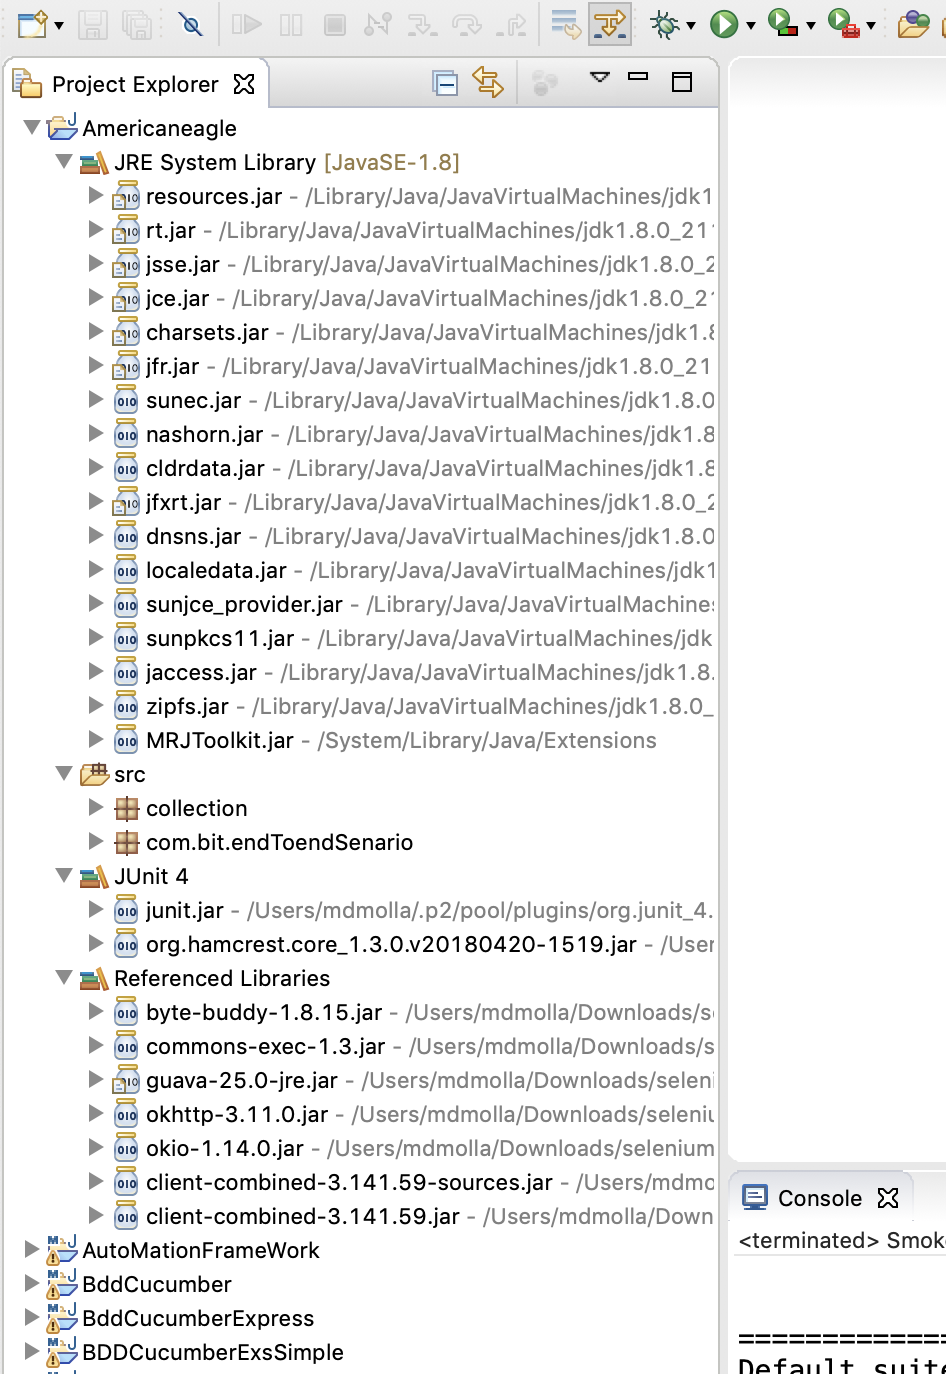 Project Explorer
Americaneagle
JRE System Library [JavaSE-1.8]
resources.jar - /Library/Java/JavaVirtualMachines/jdk1
rt.jar - /Library/Java/JavaVirtualMachines/jdk1.8.0_211
jsse.jar - /Library/Java/JavaVirtualMachines/jdk1.8.0_2
jce.jar - /Library/Java/JavaVirtualMachines/jdk1.8.0_21
charsets.jar - /Library/Java/JavaVirtualMachines/jdk1.8
jfr.jar - /Library/Java/JavaVirtualMachines/jdk1.8.0_21
sunec.jar - /Library/Java/JavaVirtualMachines/jdk1.8.0
nashorn.jar - /Library/Java/JavaVirtualMachines/jdk1.8
cldrdata.jar - /Library/Java/JavaVirtualMachines/jdk1.8
jfxrt.jar - /Library/Java/JavaVirtualMachines/jdk1.8.0_2
dnsns.jar - /Library/Java/JavaVirtualMachines/jdk1.8.0
localedata.jar - /Library/Java/JavaVirtualMachines/jdk1
sunjce_provider.jar - /Library/Java/JavaVirtualMachines
sunpkcs11.jar - /Library/Java/JavaVirtualMachines/jdk
jaccess.jar - /Library/Java/JavaVirtualMachines/jdk1.8.
zipfs.jar - /Library/Java/JavaVirtualMachines/jdk1.8.0_
MRJToolkit.jar - /System/Library/Java/Extensions
src
collection
com.bit.endToendSenario
JUnit 4
junit.jar - /Users/mdmolla/.p2/pool/plugins/org.junit_4.
org.hamcrest.core_1.3.0.v20180420-1519.jar - /User
Referenced Libraries
byte-buddy-1.8.15.jar - /Users/mdmolla/Downloads/s
commons-exec-1.3.jar - /Users/mdmolla/Downloads/s
guava-25.0-jre.jar - /Users/mdmolla/Downloads/seleni
okhttp-3.11.0.jar - /Users/mdmolla/Downloads/seleniu
okio-1.14.0.jar - /Users/mdmolla/Downloads/selenium
client-combined-3.141.59-sources.jar - /Users/mdmo
client-combined-3.141.59.jar - /Users/mdmolla/Down
AutoMationFrameWork
BddCucumber
BddCucumberExpress
BDDCucumberExsSimple
Console
<terminated> Smok
=============
Default suite